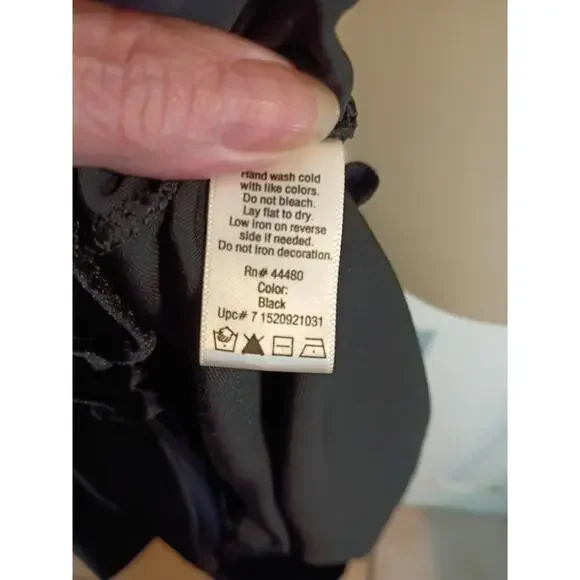 Hand wash cold
with like colors.
Do not bleach.
Lay flat to dry.
Low iron on reverse
side if needed.
Do not iron decoration.
Rn# 44480
Color:
Black
Upc# 7 1520921031